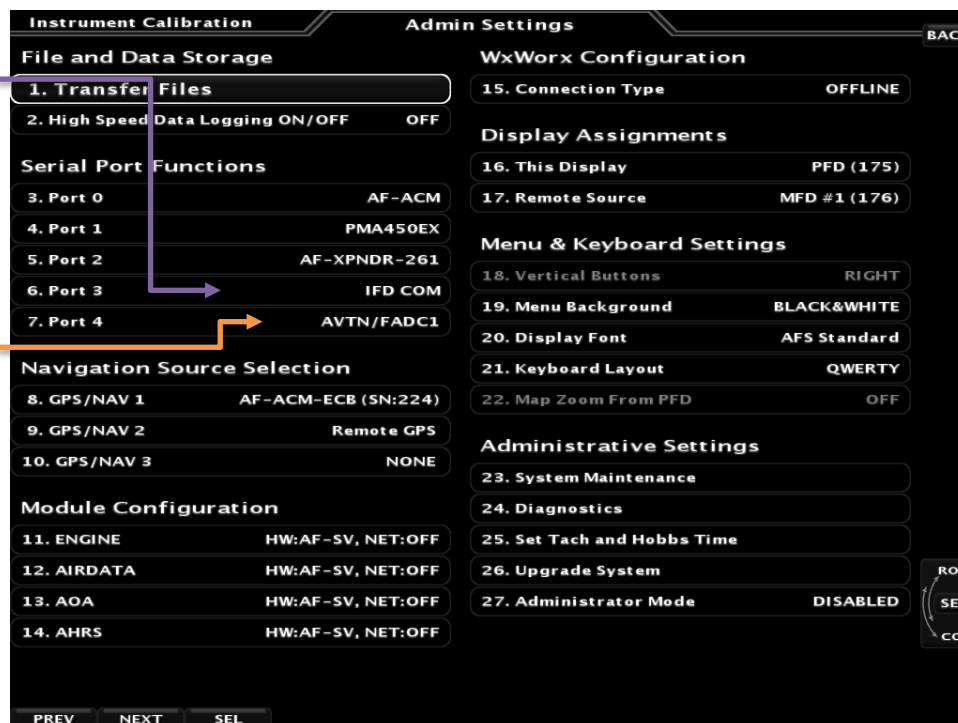 Instrument Calibration
Admin Settings
BAC
File and Data Storage
1. Transfer Files
2. High Speed Data Logging ON/OFF OFF
Serial Port Functions
3. Port 0 AF-ACM
4. Port 1 PMA450EX
5. Port 2 AF-XPNDR-261
6. Port 3 IFD COM
7. Port 4 AVTN/FADC1
Navigation Source Selection
8. GPS/NAV 1 AF-ACM-ECB (SN:224)
9. GPS/NAV 2 Remote GPS
10. GPS/NAV 3 NONE
Module Configuration
11. ENGINE HW:AF-SV, NET:OFF
12. AIRDATA HW:AF-SV, NET:OFF
13. AOA HW:AF-SV, NET:OFF
14. AHRS HW:AF-SV, NET:OFF
WxWorx Configuration
15. Connection Type OFFLINE
Display Assignments
16. This Display PFD (175)
17. Remote Source MFD #1 (176)
Menu & Keyboard Settings
18. Vertical Buttons RIGHT
19. Menu Background BLACK&WHITE
20. Display Font AFS Standard
21. Keyboard Layout QWERTY
22. Map Zoom From PFD OFF
Administrative Settings
23. System Maintenance
24. Diagnostics
25. Set Tach and Hobbs Time
26. Upgrade System
27. Administrator Mode DISABLED
RO
SE
CO
PREV NEXT SEL